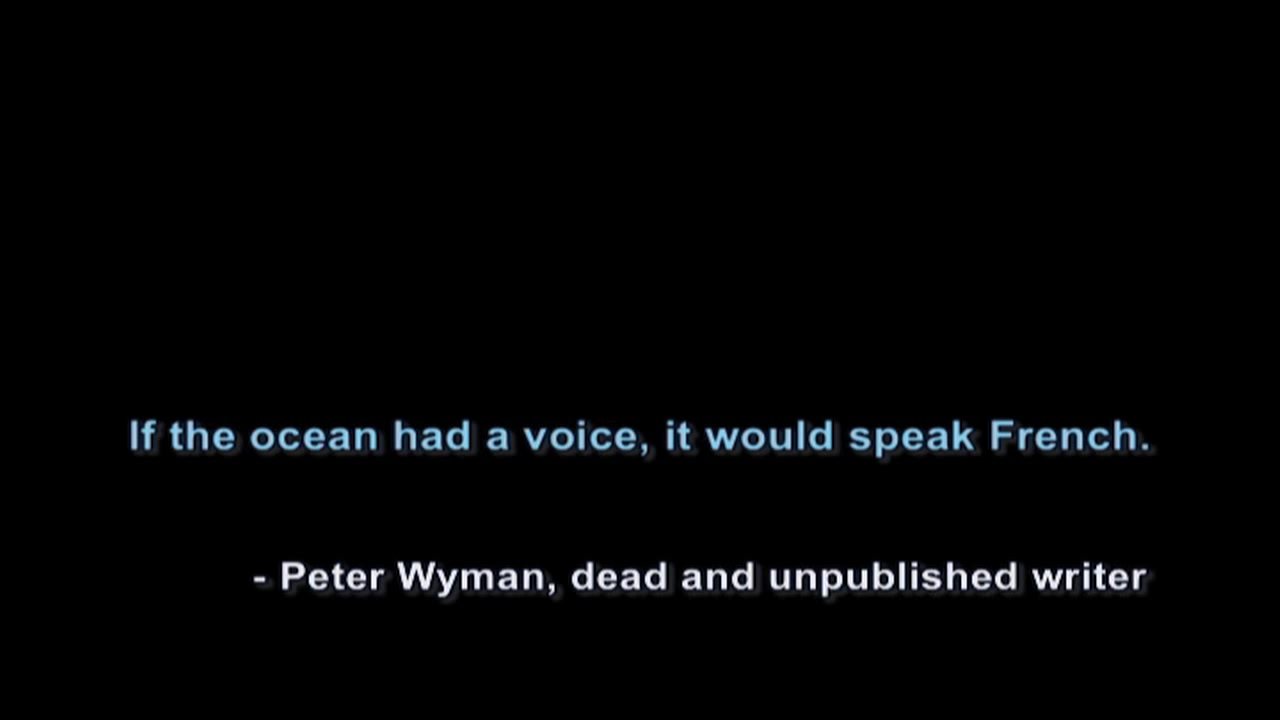 If the ocean had a voice, it would speak French.
- Peter Wyman, dead and unpublished writer